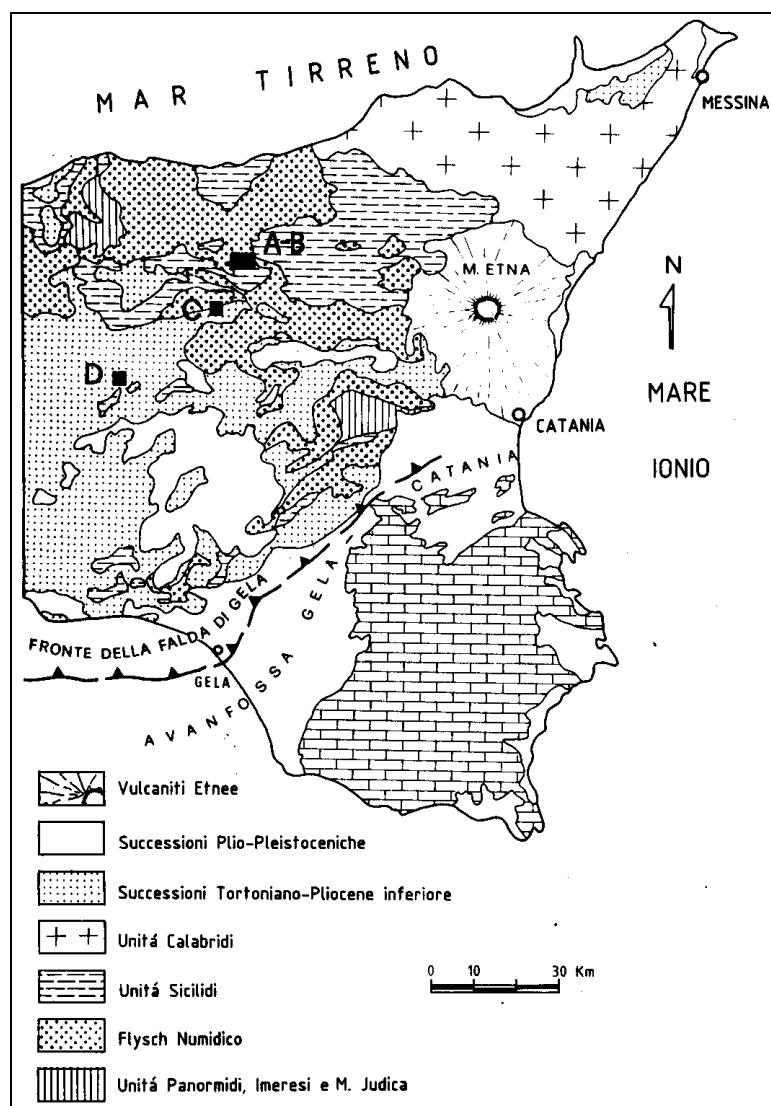 MAR TIRRENO
MESSINA
A-B
M. ETNA
N
C
D
MARE
IONIO
CATANIA
CATANIA
GELA
AVANFOSSA
FRONTE DELLA FALDA DI GELA
GELA
Vulcaniti Etnee
Successioni Plio-Pleistoceniche
Successioni Tortoniano-Pliocene inferiore
Unitá Calabridi
0 10 20 30 Km
Unitá Sicilidi
Flysch Numidico
Unitá Panormidi, Imeresi e M. Judica